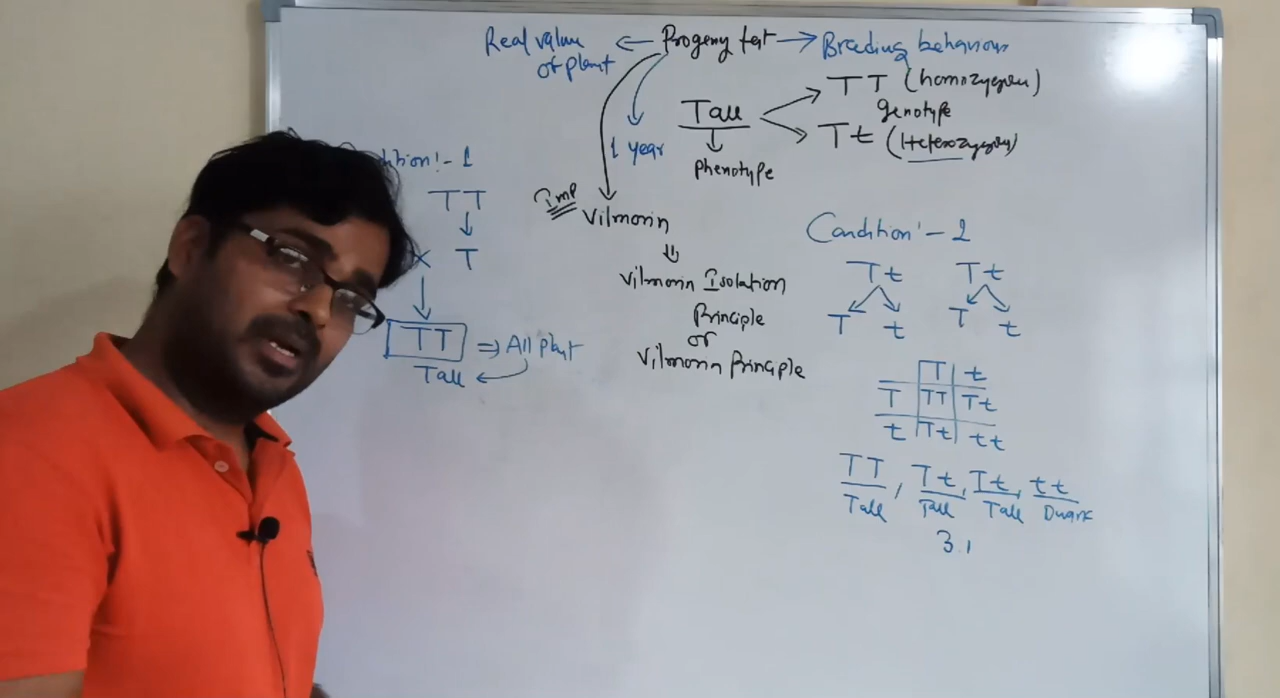 Real value ← Progeny test → Breeding behaviour
of plant
Tall
TT (homozygous)
genotype
Tt (Heterozygous)
1 year
phenotype
Imp
Vilmorin
⇓
Vilmorin Isolation
Principle
or
Vilmorin Principle
:- 1
TT
↓
× T
↓
TT ⇒ All plant
Tall
Condition:- 2
Tt Tt
T t T t
T t
T TT Tt
t Tt tt
TT , Tt , Tt , tt
Tall Tall Tall Dwarf
3:1